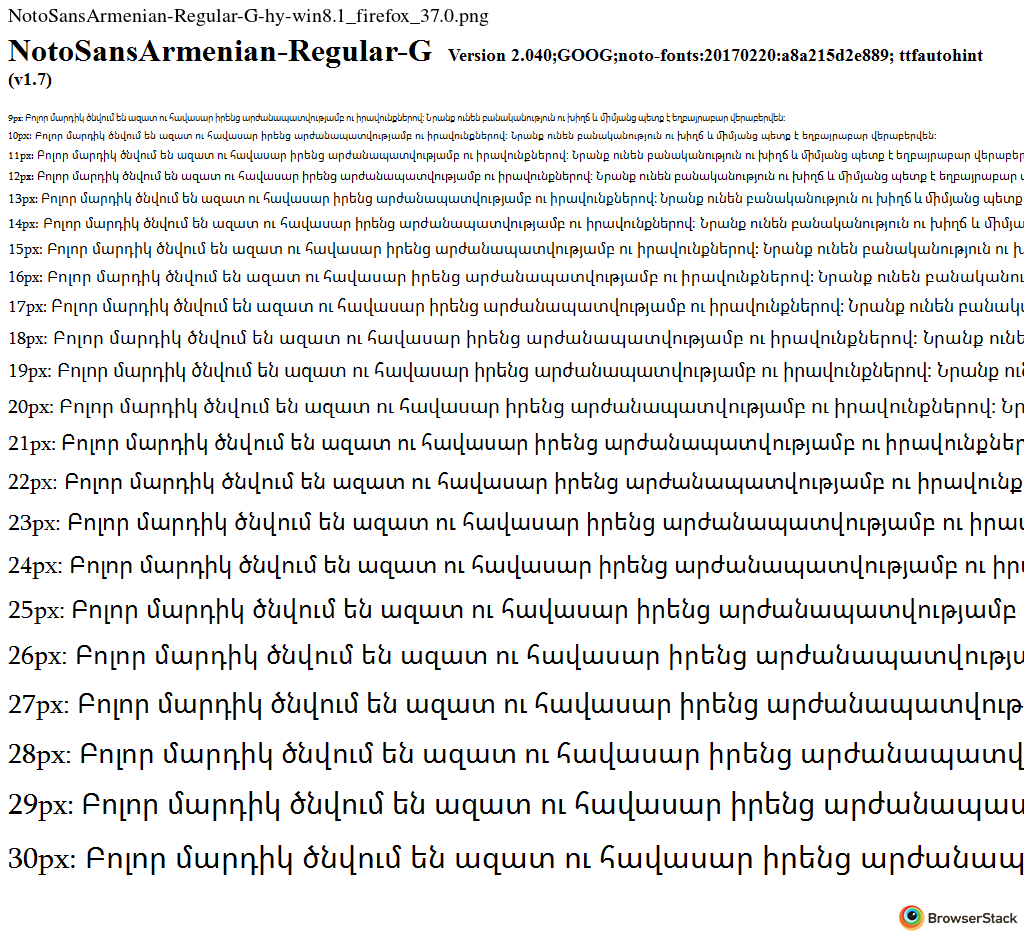 NotoSansArmenian-Regular-G-hy-win8.1_firefox_37.0.png
NotoSansArmenian-Regular-G Version 2.040;GOOG;noto-fonts:20170220:a8a215d2e889; ttfautohint
(v1.7)
9px: Բոլոր մարդիկ ծնվում են ազատ ու հավասար իրենց արժանապատվությամբ ու իրավունքներով։ Նրանք ունեն բանականություն ու խիղճ և միմյանց պետք է եղբայրաբար վերաբերվեն։
10px: Բոլոր մարդիկ ծնվում են ազատ ու հավասար իրենց արժանապատվությամբ ու իրավունքներով։ Նրանք ունեն բանականություն ու խիղճ և միմյանց պետք է եղբայրաբար վերաբերվեն։
11px: Բոլոր մարդիկ ծնվում են ազատ ու հավասար իրենց արժանապատվությամբ ու իրավունքներով։ Նրանք ունեն բանականություն ու խիղճ և միմյանց պետք է եղբայրաբար վերաբեր
12px: Բոլոր մարդիկ ծնվում են ազատ ու հավասար իրենց արժանապատվությամբ ու իրավունքներով։ Նրանք ունեն բանականություն ու խիղճ և միմյանց պետք է եղբայրաբար
13px: Բոլոր մարդիկ ծնվում են ազատ ու հավասար իրենց արժանապատվությամբ ու իրավունքներով։ Նրանք ունեն բանականություն ու խիղճ և միմյանց պետք
14px: Բոլոր մարդիկ ծնվում են ազատ ու հավասար իրենց արժանապատվությամբ ու իրավունքներով։ Նրանք ունեն բանականություն ու խիղճ և միմյա
15px: Բոլոր մարդիկ ծնվում են ազատ ու հավասար իրենց արժանապատվությամբ ու իրավունքներով։ Նրանք ունեն բանականություն ու
16px: Բոլոր մարդիկ ծնվում են ազատ ու հավասար իրենց արժանապատվությամբ ու իրավունքներով։ Նրանք ունեն բանականու
17px: Բոլոր մարդիկ ծնվում են ազատ ու հավասար իրենց արժանապատվությամբ ու իրավունքներով։ Նրանք ունեն բանակ
18px: Բոլոր մարդիկ ծնվում են ազատ ու հավասար իրենց արժանապատվությամբ ու իրավունքներով։ Նրանք ունե
19px: Բոլոր մարդիկ ծնվում են ազատ ու հավասար իրենց արժանապատվությամբ ու իրավունքներով։ Նրանք ու
20px: Բոլոր մարդիկ ծնվում են ազատ ու հավասար իրենց արժանապատվությամբ ու իրավունքներով։ Նր
21px: Բոլոր մարդիկ ծնվում են ազատ ու հավասար իրենց արժանապատվությամբ ու իրավունքներ
22px: Բոլոր մարդիկ ծնվում են ազատ ու հավասար իրենց արժանապատվությամբ ու իրավունք
23px: Բոլոր մարդիկ ծնվում են ազատ ու հավասար իրենց արժանապատվությամբ ու իրավ
24px: Բոլոր մարդիկ ծնվում են ազատ ու հավասար իրենց արժանապատվությամբ ու իր
25px: Բոլոր մարդիկ ծնվում են ազատ ու հավասար իրենց արժանապատվությամբ
26px: Բոլոր մարդիկ ծնվում են ազատ ու հավասար իրենց արժանապատվությա
27px: Բոլոր մարդիկ ծնվում են ազատ ու հավասար իրենց արժանապատվութ
28px: Բոլոր մարդիկ ծնվում են ազատ ու հավասար իրենց արժանապատվ
29px: Բոլոր մարդիկ ծնվում են ազատ ու հավասար իրենց արժանապատ
30px: Բոլոր մարդիկ ծնվում են ազատ ու հավասար իրենց արժանապ
BrowserStack